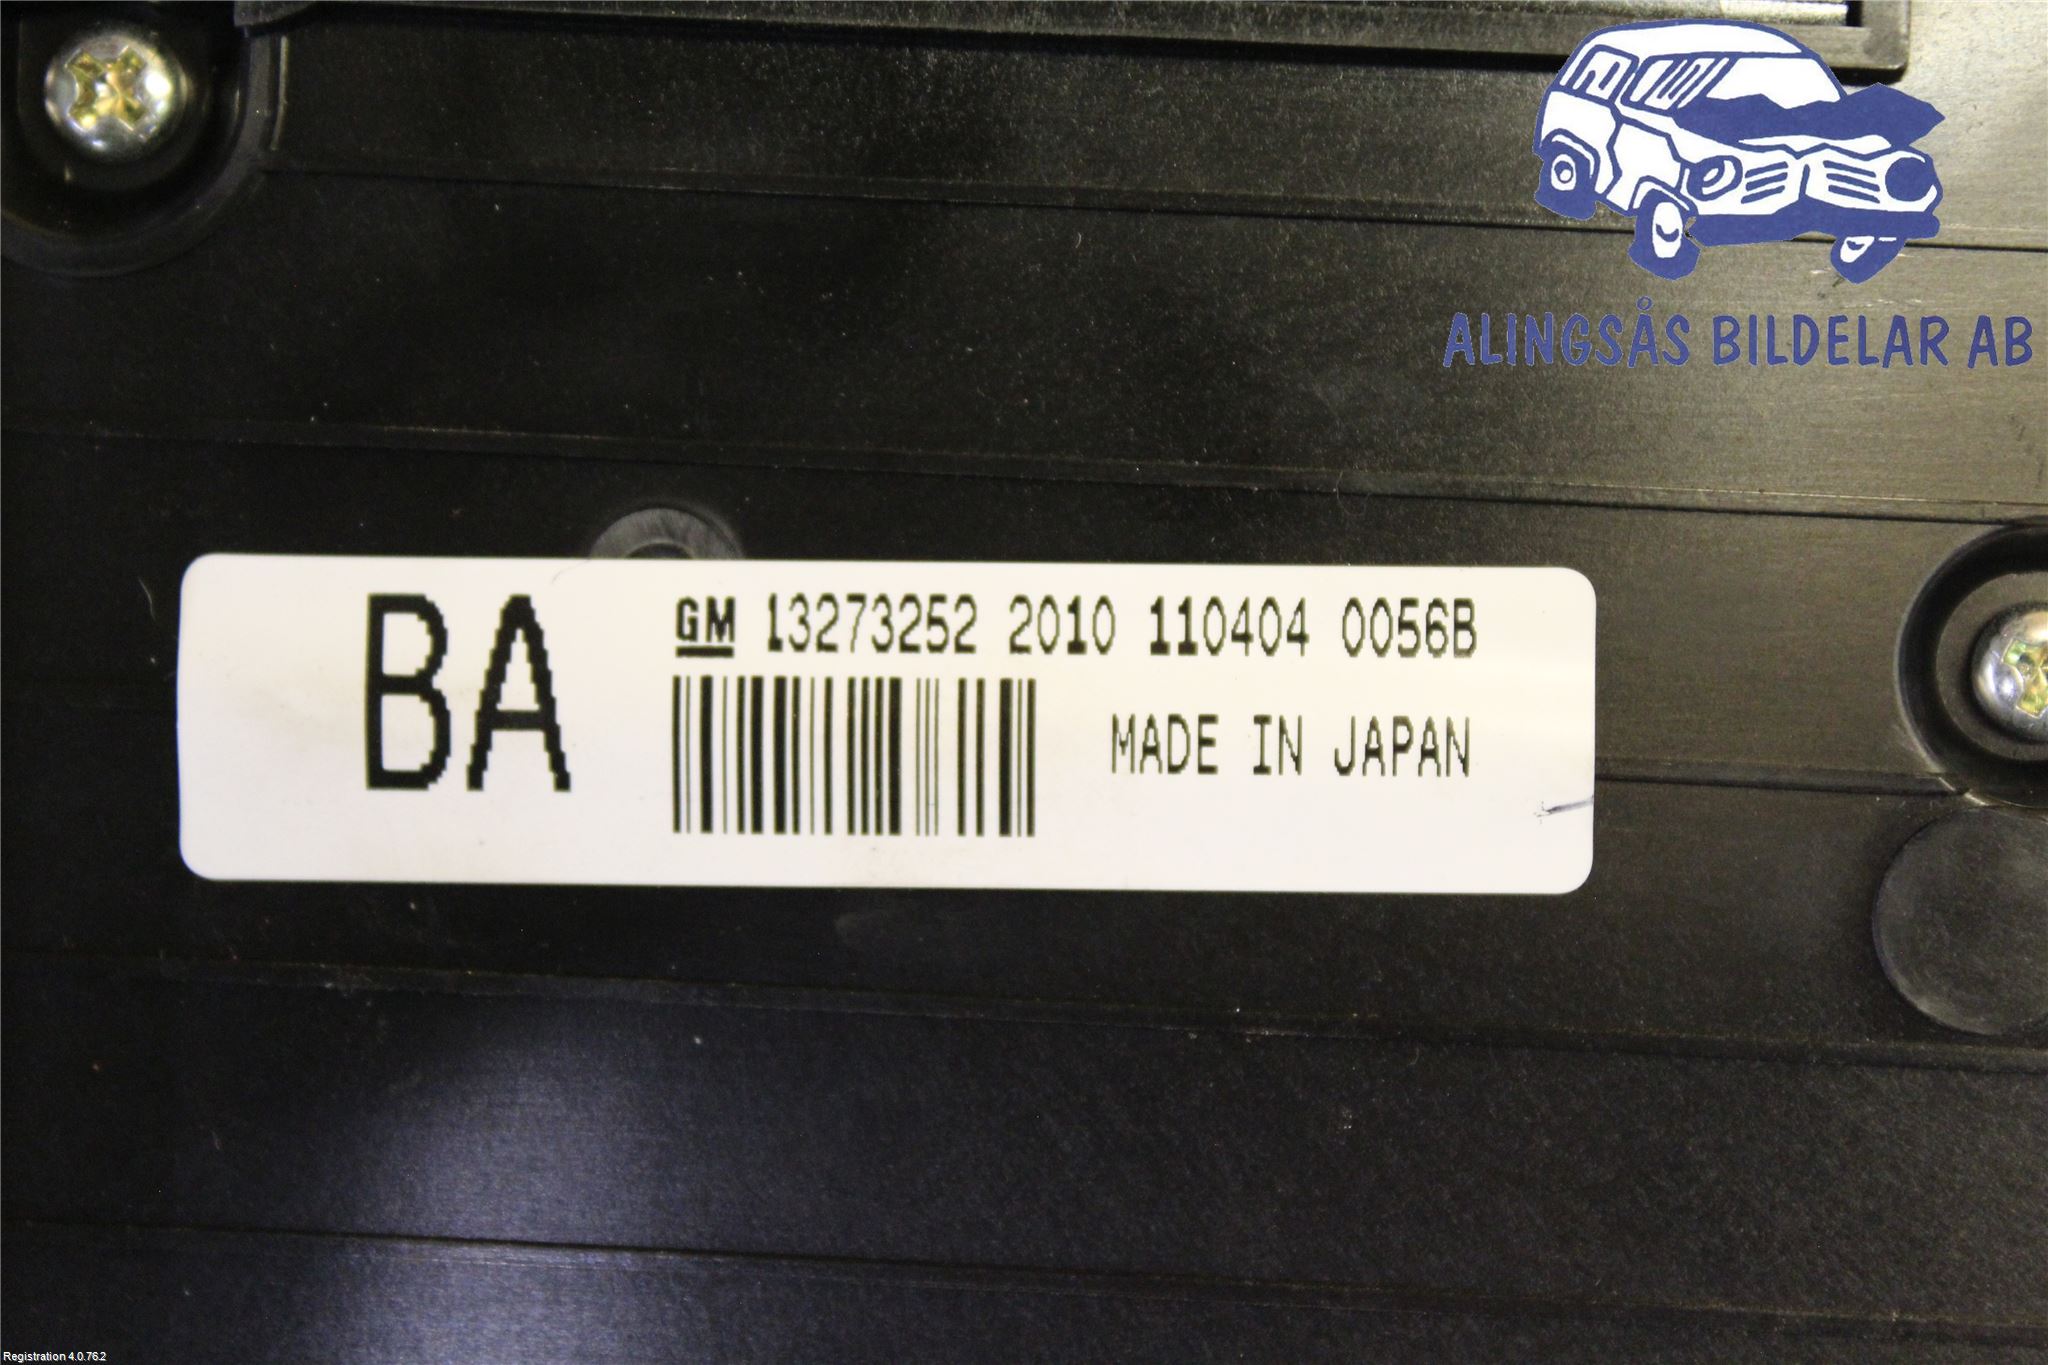 ALINGSÅS BILDELAR AB
BA
GM 13273252 2010 110404 0056B
MADE IN JAPAN
Registration 4.0.76.2